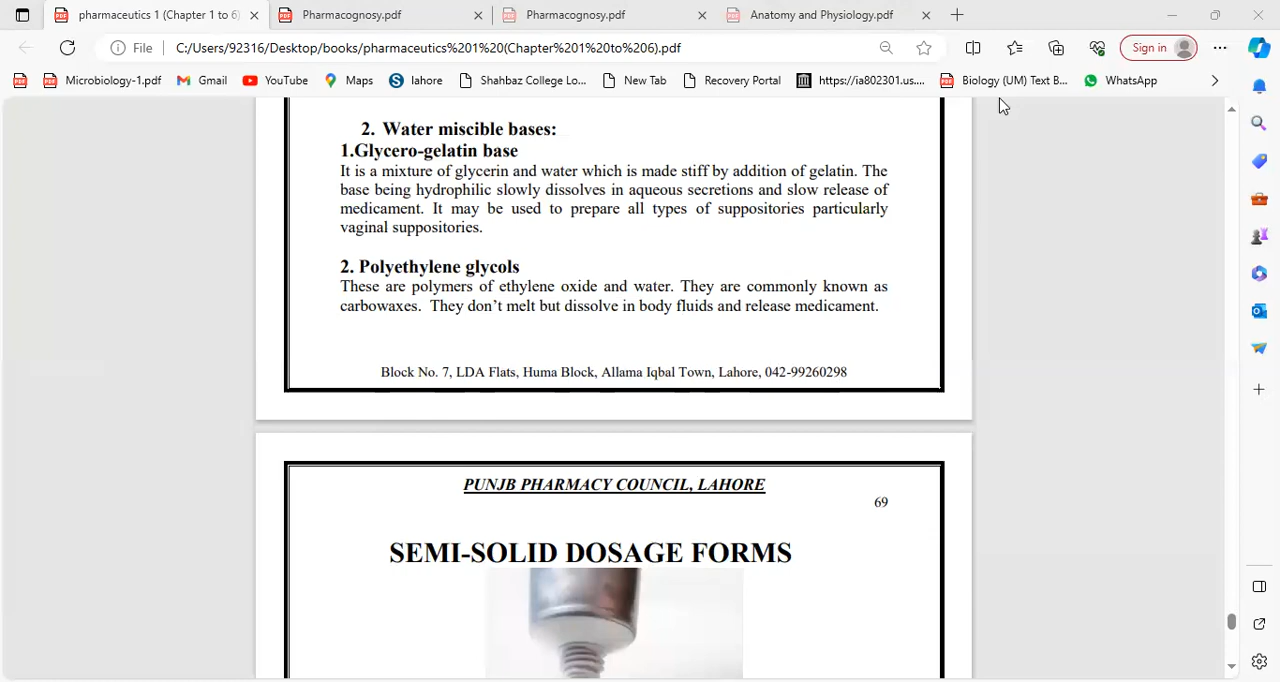 pharmaceutics 1 (Chapter 1 to 6)
Pharmacognosy.pdf
Pharmacognosy.pdf
Anatomy and Physiology.pdf
File
C:/Users/92316/Desktop/books/pharmaceutics%201%20(Chapter%201%20to%206).pdf
Sign in
Microbiology-1.pdf
Gmail
YouTube
Maps
lahore
Shahbaz College Lo...
New Tab
Recovery Portal
https://ia802301.us....
Biology (UM) Text B...
WhatsApp
2. Water miscible bases:
1.Glycero-gelatin base
It is a mixture of glycerin and water which is made stiff by addition of gelatin. The
base being hydrophilic slowly dissolves in aqueous secretions and slow release of
medicament. It may be used to prepare all types of suppositories particularly
vaginal suppositories.
2. Polyethylene glycols
These are polymers of ethylene oxide and water. They are commonly known as
carbowaxes. They don't melt but dissolve in body fluids and release medicament.
Block No. 7, LDA Flats, Huma Block, Allama Iqbal Town, Lahore, 042-99260298
PUNJB PHARMACY COUNCIL, LAHORE
69
SEMI-SOLID DOSAGE FORMS